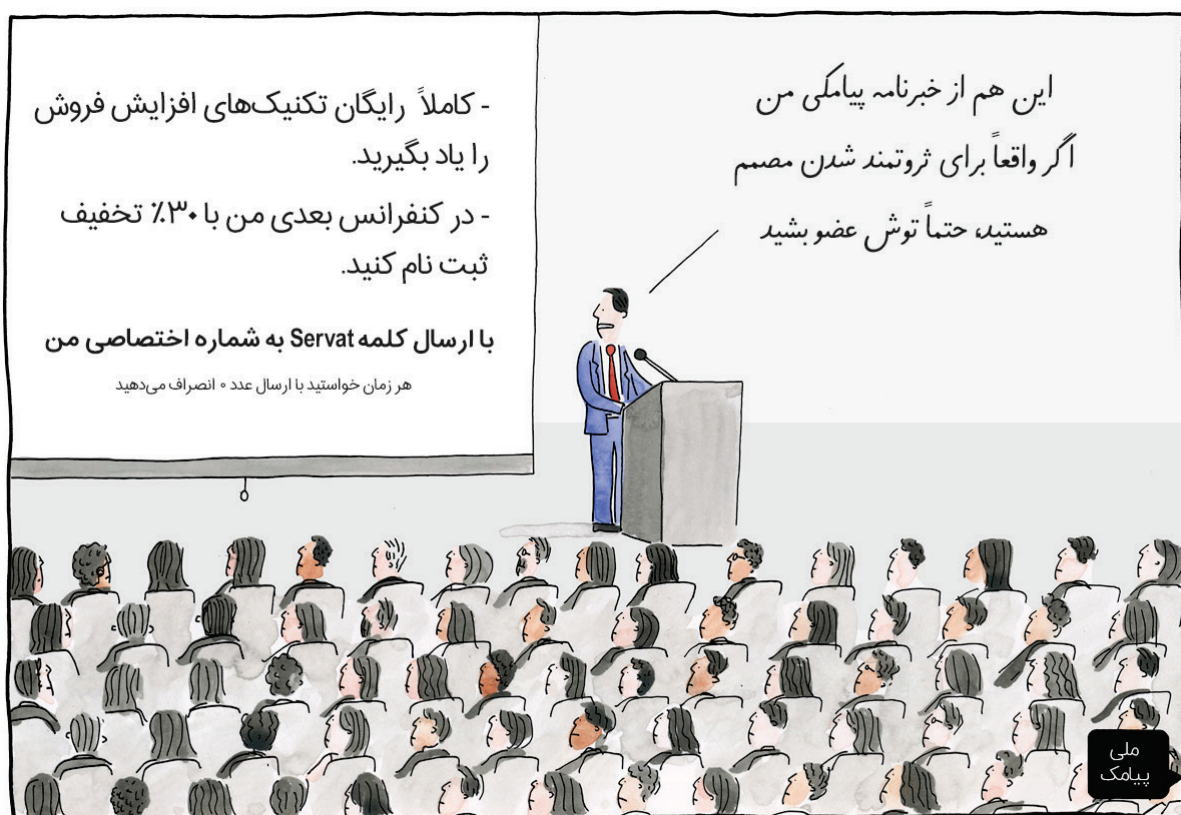 - کاملاً رایگان تکنیک‌های افزایش فروش
را یاد بگیرید.
- در کنفرانس بعدی من با ۳۰٪ تخفیف
ثبت نام کنید.
با ارسال کلمه Servat به شماره اختصاصی من
هر زمان خواستید با ارسال عدد ۰ انصراف می‌دهید
این هم از خبرنامه پیامکی من
اگر واقعاً برای ثروتمند شدن مصمم
هستید، حتماً توش عضو بشید
ملی
پیامک